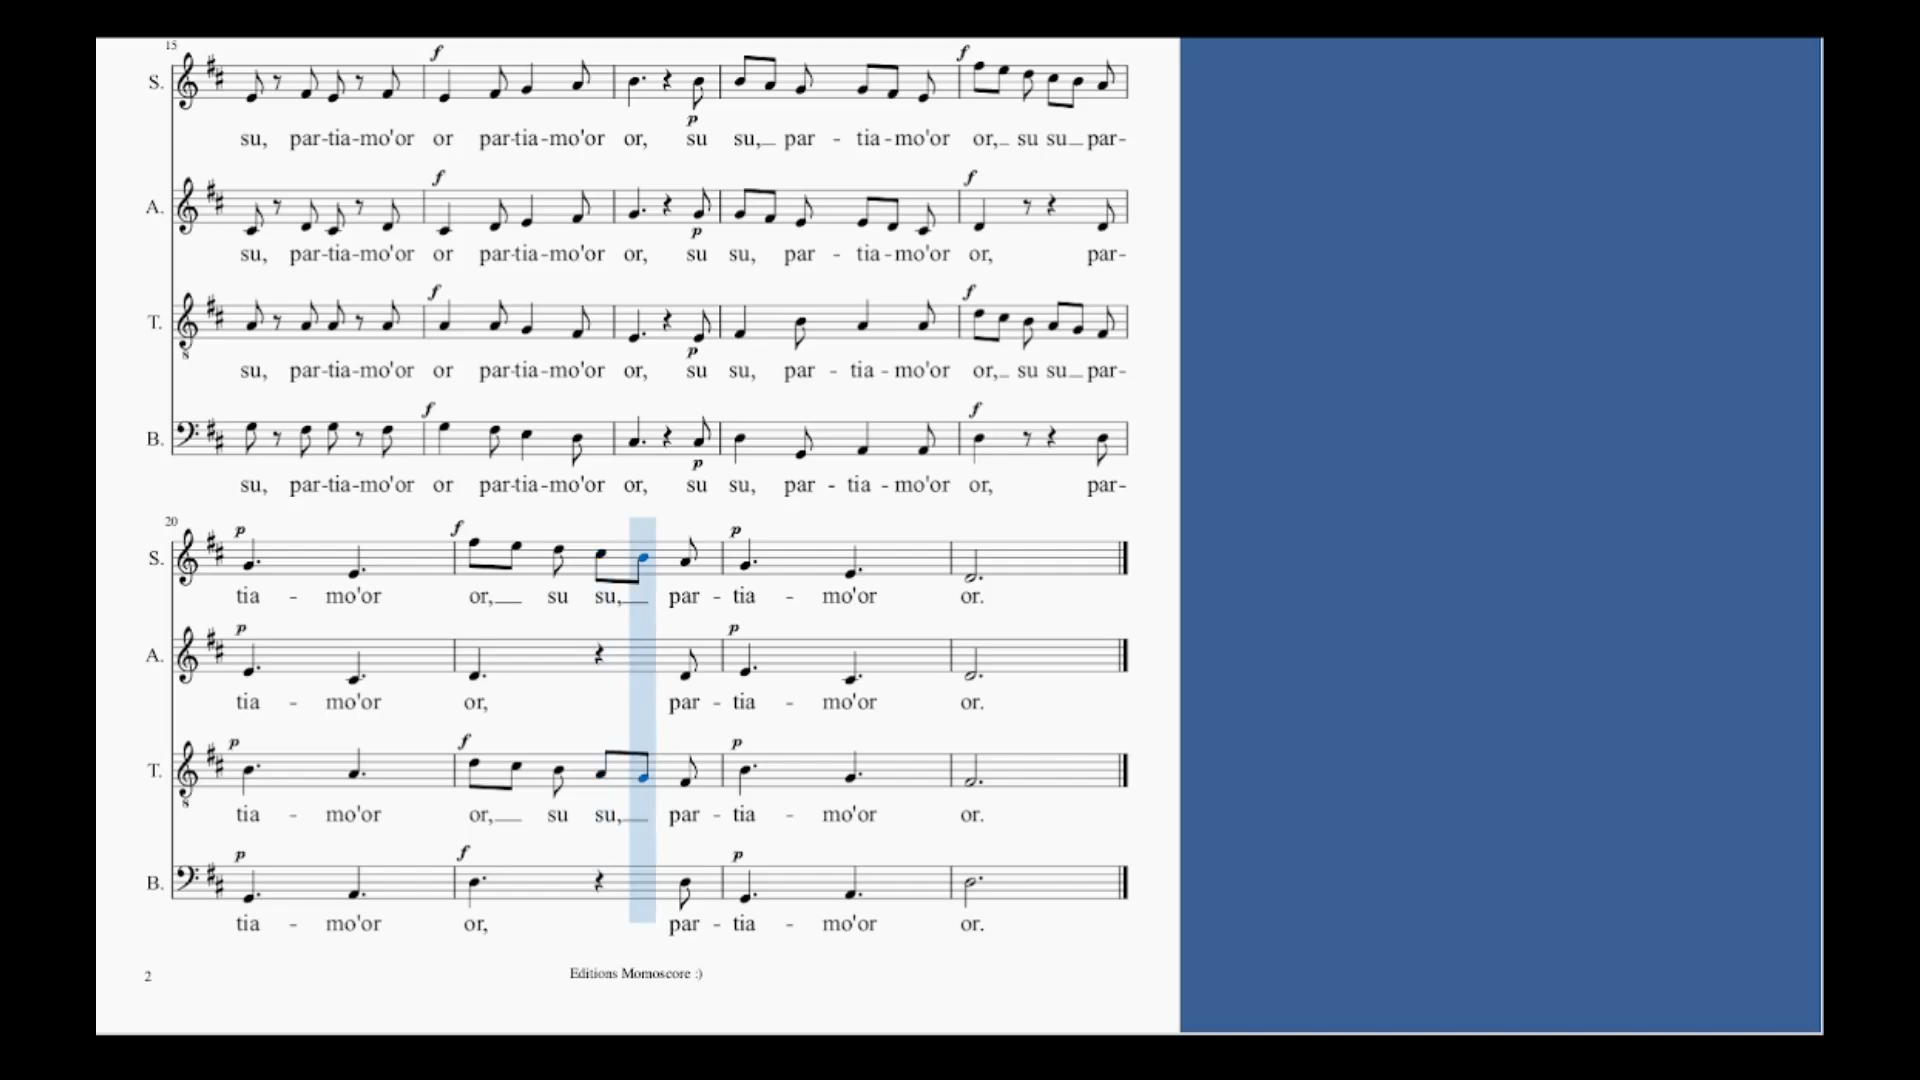 15
f f
S.
p
su, par-tia-mo'or or par-tia-mo'or or, su su, par - tia-mo'or or, su su par-
f f
A.
p
su, par-tia-mo'or or par-tia-mo'or or, su su, par - tia-mo'or or, par-
f f
T.
p
su, par-tia-mo'or or par-tia-mo'or or, su su, par - tia - mo'or or, su su par-
f f
B.
p
su, par-tia-mo'or or par-tia-mo'or or, su su, par - tia - mo'or or, par-
20
p f p
S.
tia - mo'or or, su su, par - tia - mo'or or.
p p
A.
tia - mo'or or, par - tia - mo'or or.
p f p
T.
8
tia - mo'or or, su su, par - tia - mo'or or.
p f p
B.
tia - mo'or or, par - tia - mo'or or.
2 Editions Momoscore :)